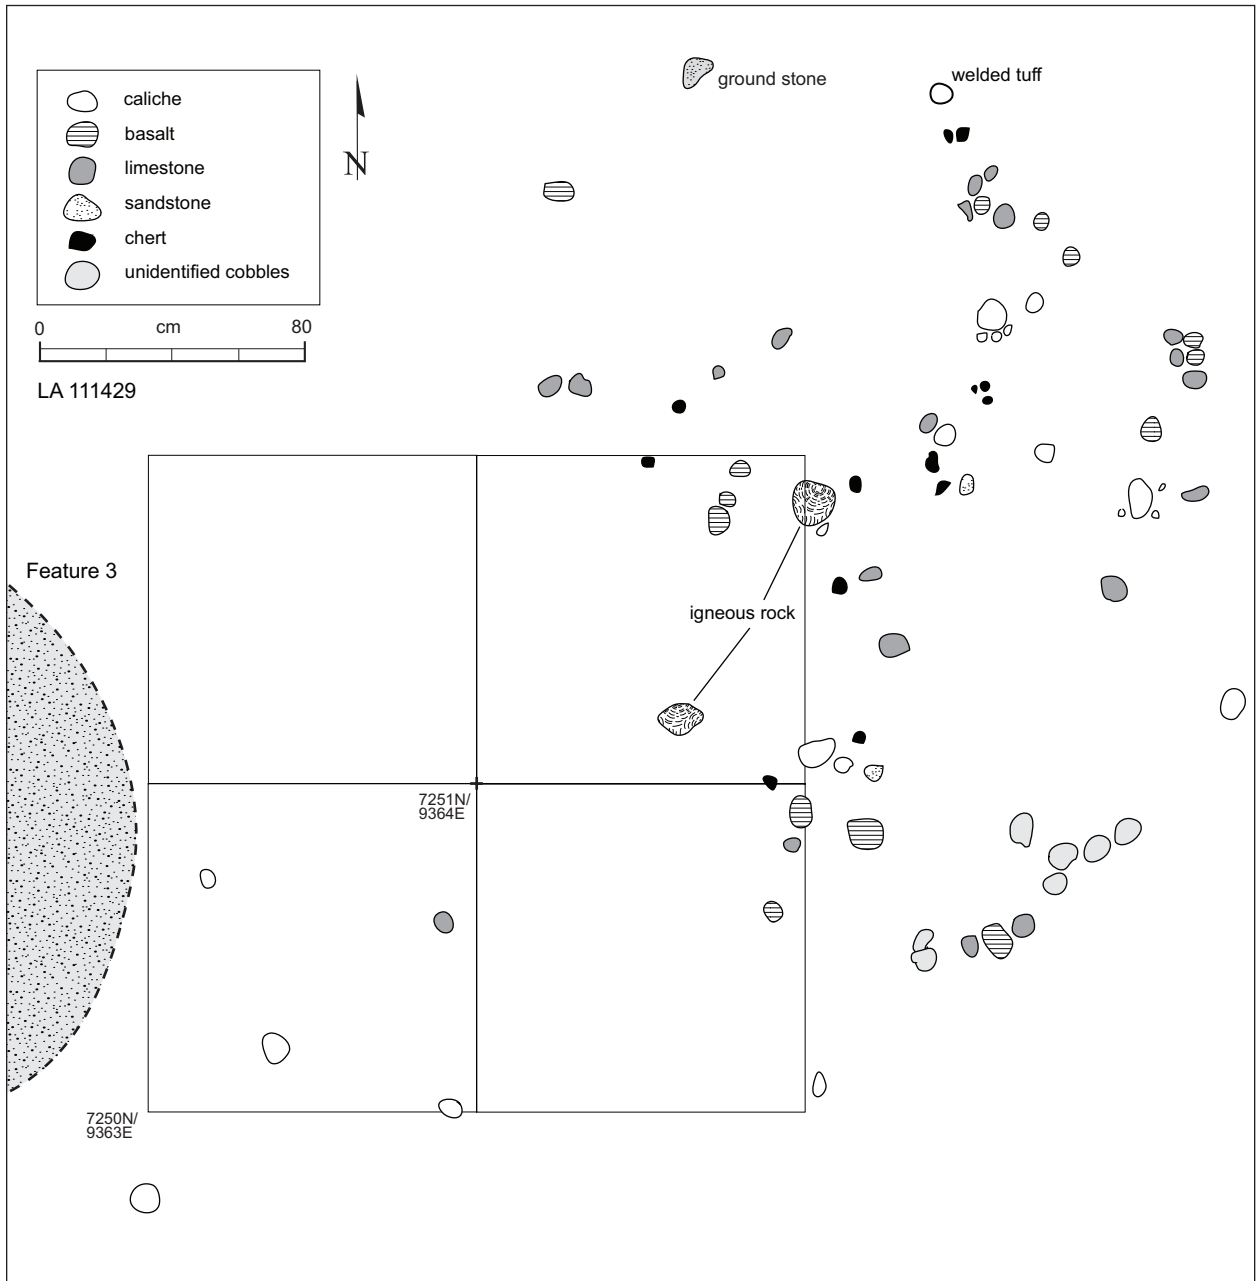 ground stone
welded tuff
caliche
basalt
limestone
sandstone
chert
unidentified cobbles
N
0 cm 80
LA 111429
Feature 3
igneous rock
7251N/
9364E
7250N/
9363E